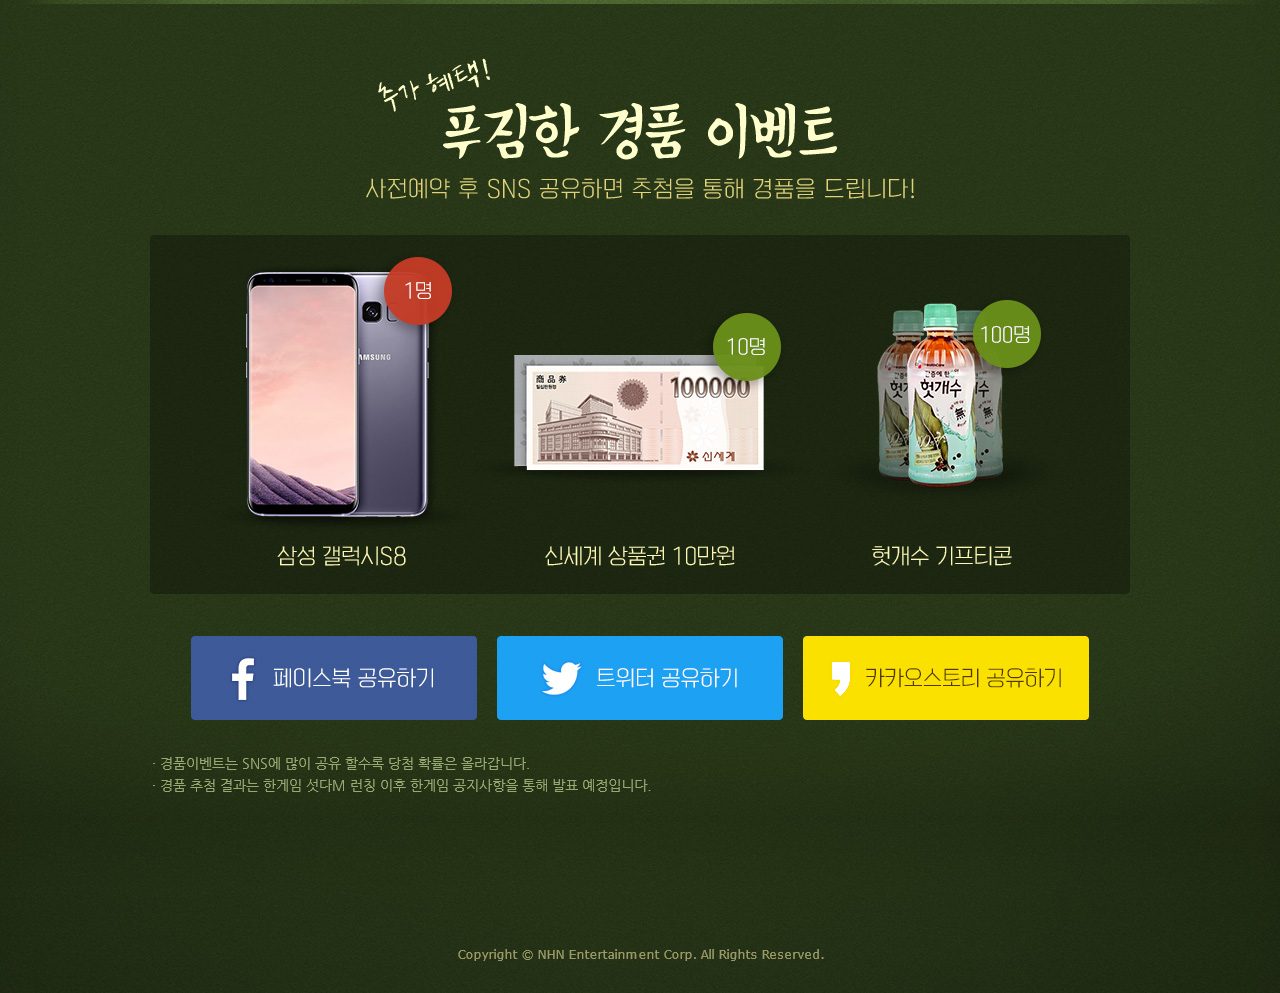 추가 혜택!
푸짐한 경품 이벤트
사전예약 후 SNS 공유하면 추첨을 통해 경품을 드립니다!
1명
SAMSUNG
10명
商品券
일십만원정
100000
신세계
100명
헛개수
無
삼성 갤럭시S8
신세계 상품권 10만원
헛개수 기프티콘
페이스북 공유하기
트위터 공유하기
카카오스토리 공유하기
· 경품이벤트는 SNS에 많이 공유 할수록 당첨 확률은 올라갑니다.
· 경품 추첨 결과는 한게임 섯다M 런칭 이후 한게임 공지사항을 통해 발표 예정입니다.
Copyright © NHN Entertainment Corp. All Rights Reserved.